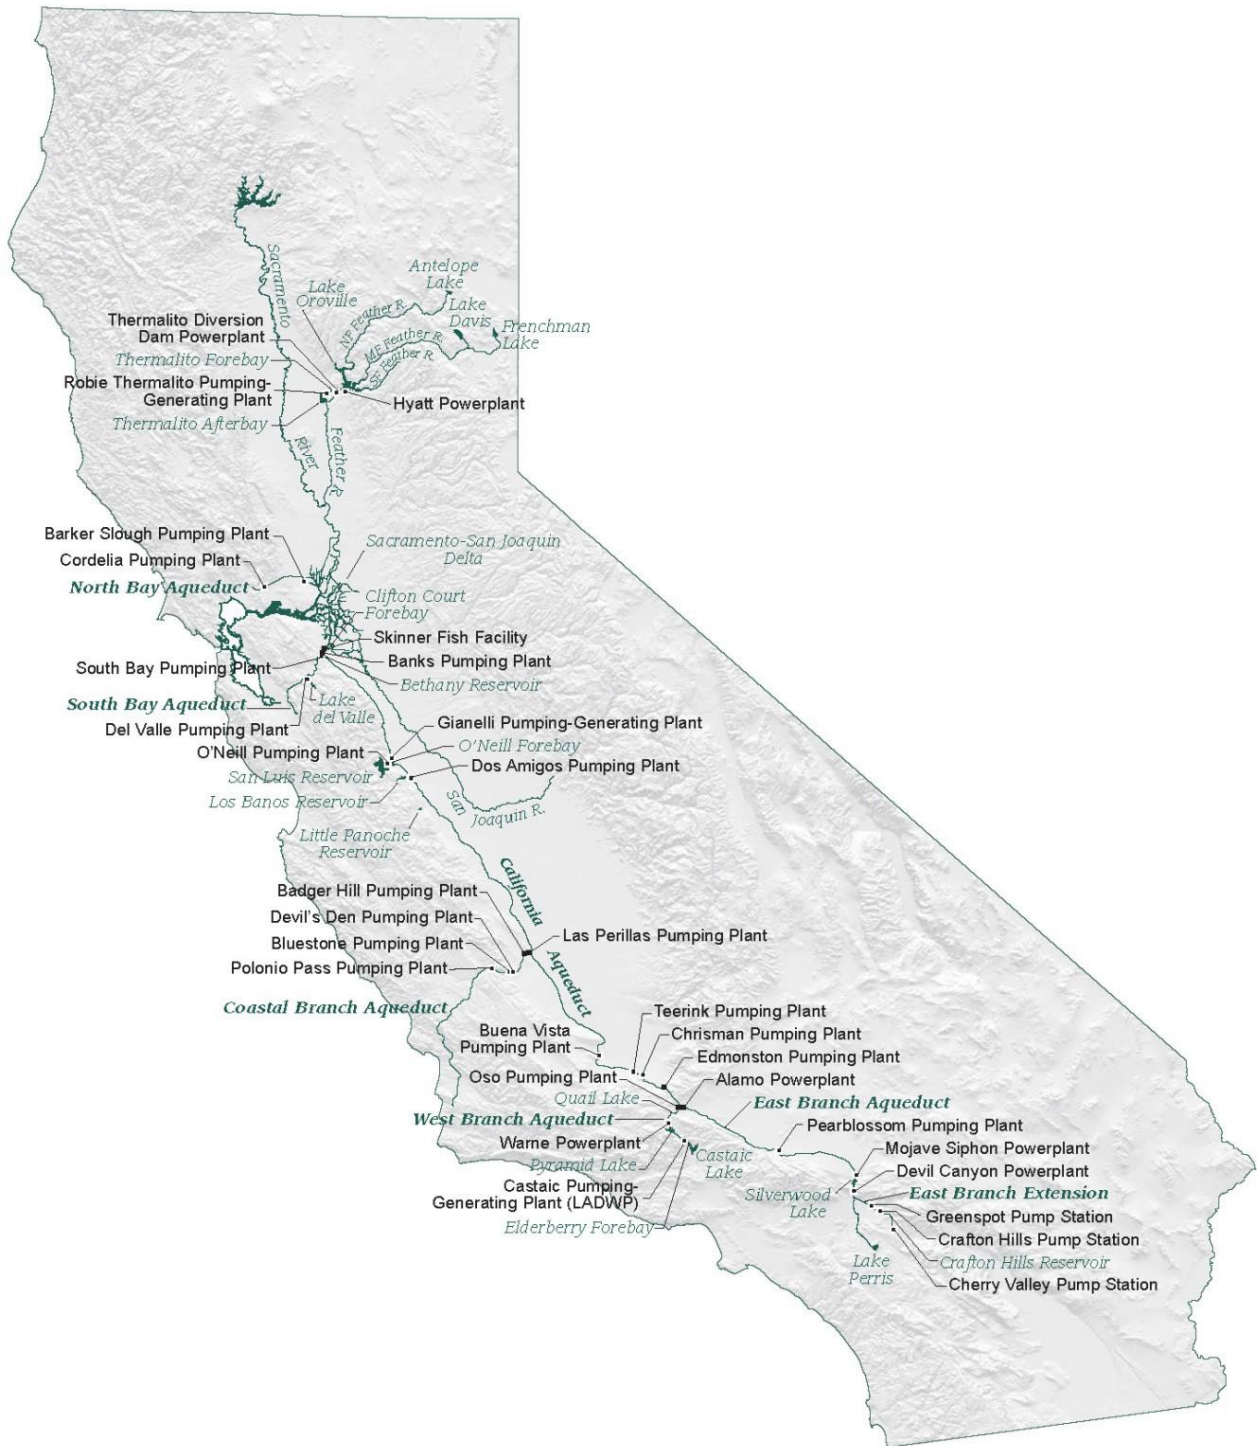 Antelope
Lake
Lake
Oroville
Sacramento
River
NF Feather R.
Lake
Davis
MF Feather R.
SF Feather R.
Frenchman
Lake
Thermalito Diversion
Dam Powerplant
Thermalito Forebay
Robie Thermalito Pumping-
Generating Plant
Thermalito Afterbay
Hyatt Powerplant
Feather R.
Barker Slough Pumping Plant
Cordelia Pumping Plant
North Bay Aqueduct
Sacramento-San Joaquin
Delta
Clifton Court
Forebay
Skinner Fish Facility
South Bay Pumping Plant
Banks Pumping Plant
Bethany Reservoir
South Bay Aqueduct
Lake
del Valle
Del Valle Pumping Plant
Gianelli Pumping-Generating Plant
O'Neill Pumping Plant
O'Neill Forebay
San Luis Reservoir
Dos Amigos Pumping Plant
Los Banos Reservoir
San
Joaquin R.
Little Panoche
Reservoir
California
Aqueduct
Badger Hill Pumping Plant
Devil's Den Pumping Plant
Las Perillas Pumping Plant
Bluestone Pumping Plant
Polonio Pass Pumping Plant
Coastal Branch Aqueduct
Buena Vista
Pumping Plant
Teerink Pumping Plant
Chrisman Pumping Plant
Edmonston Pumping Plant
Oso Pumping Plant
Alamo Powerplant
Quail Lake
East Branch Aqueduct
West Branch Aqueduct
Pearblossom Pumping Plant
Warne Powerplant
Mojave Siphon Powerplant
Pyramid Lake
Castaic
Lake
Devil Canyon Powerplant
Castaic Pumping-
Generating Plant (LADWP)
Silverwood
Lake
East Branch Extension
Greenspot Pump Station
Elderberry Forebay
Crafton Hills Pump Station
Crafton Hills Reservoir
Lake
Perris
Cherry Valley Pump Station